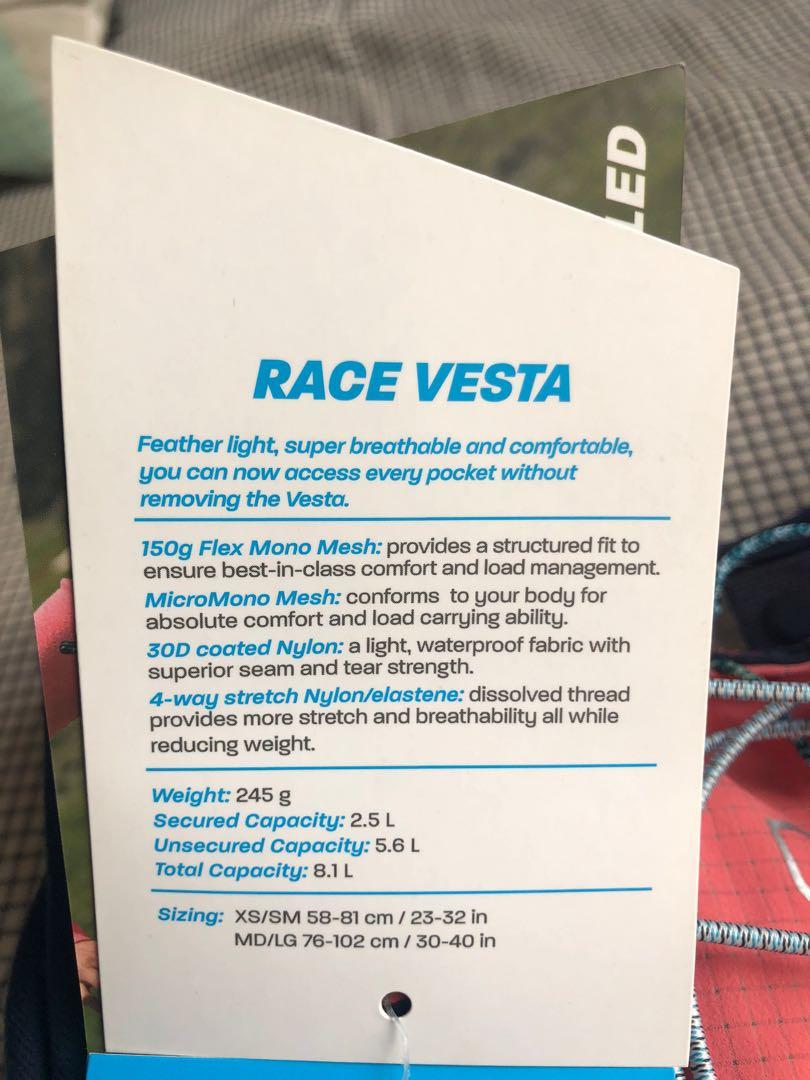 LED
RACE VESTA
Feather light, super breathable and comfortable,
you can now access every pocket without
removing the Vesta.
150g Flex Mono Mesh: provides a structured fit to
ensure best-in-class comfort and load management.
MicroMono Mesh: conforms to your body for
absolute comfort and load carrying ability.
30D coated Nylon: a light, waterproof fabric with
superior seam and tear strength.
4-way stretch Nylon/elastene: dissolved thread
provides more stretch and breathability all while
reducing weight.
Weight: 245 g
Secured Capacity: 2.5 L
Unsecured Capacity: 5.6 L
Total Capacity: 8.1 L
Sizing: XS/SM 58-81 cm / 23-32 in
MD/LG 76-102 cm / 30-40 in